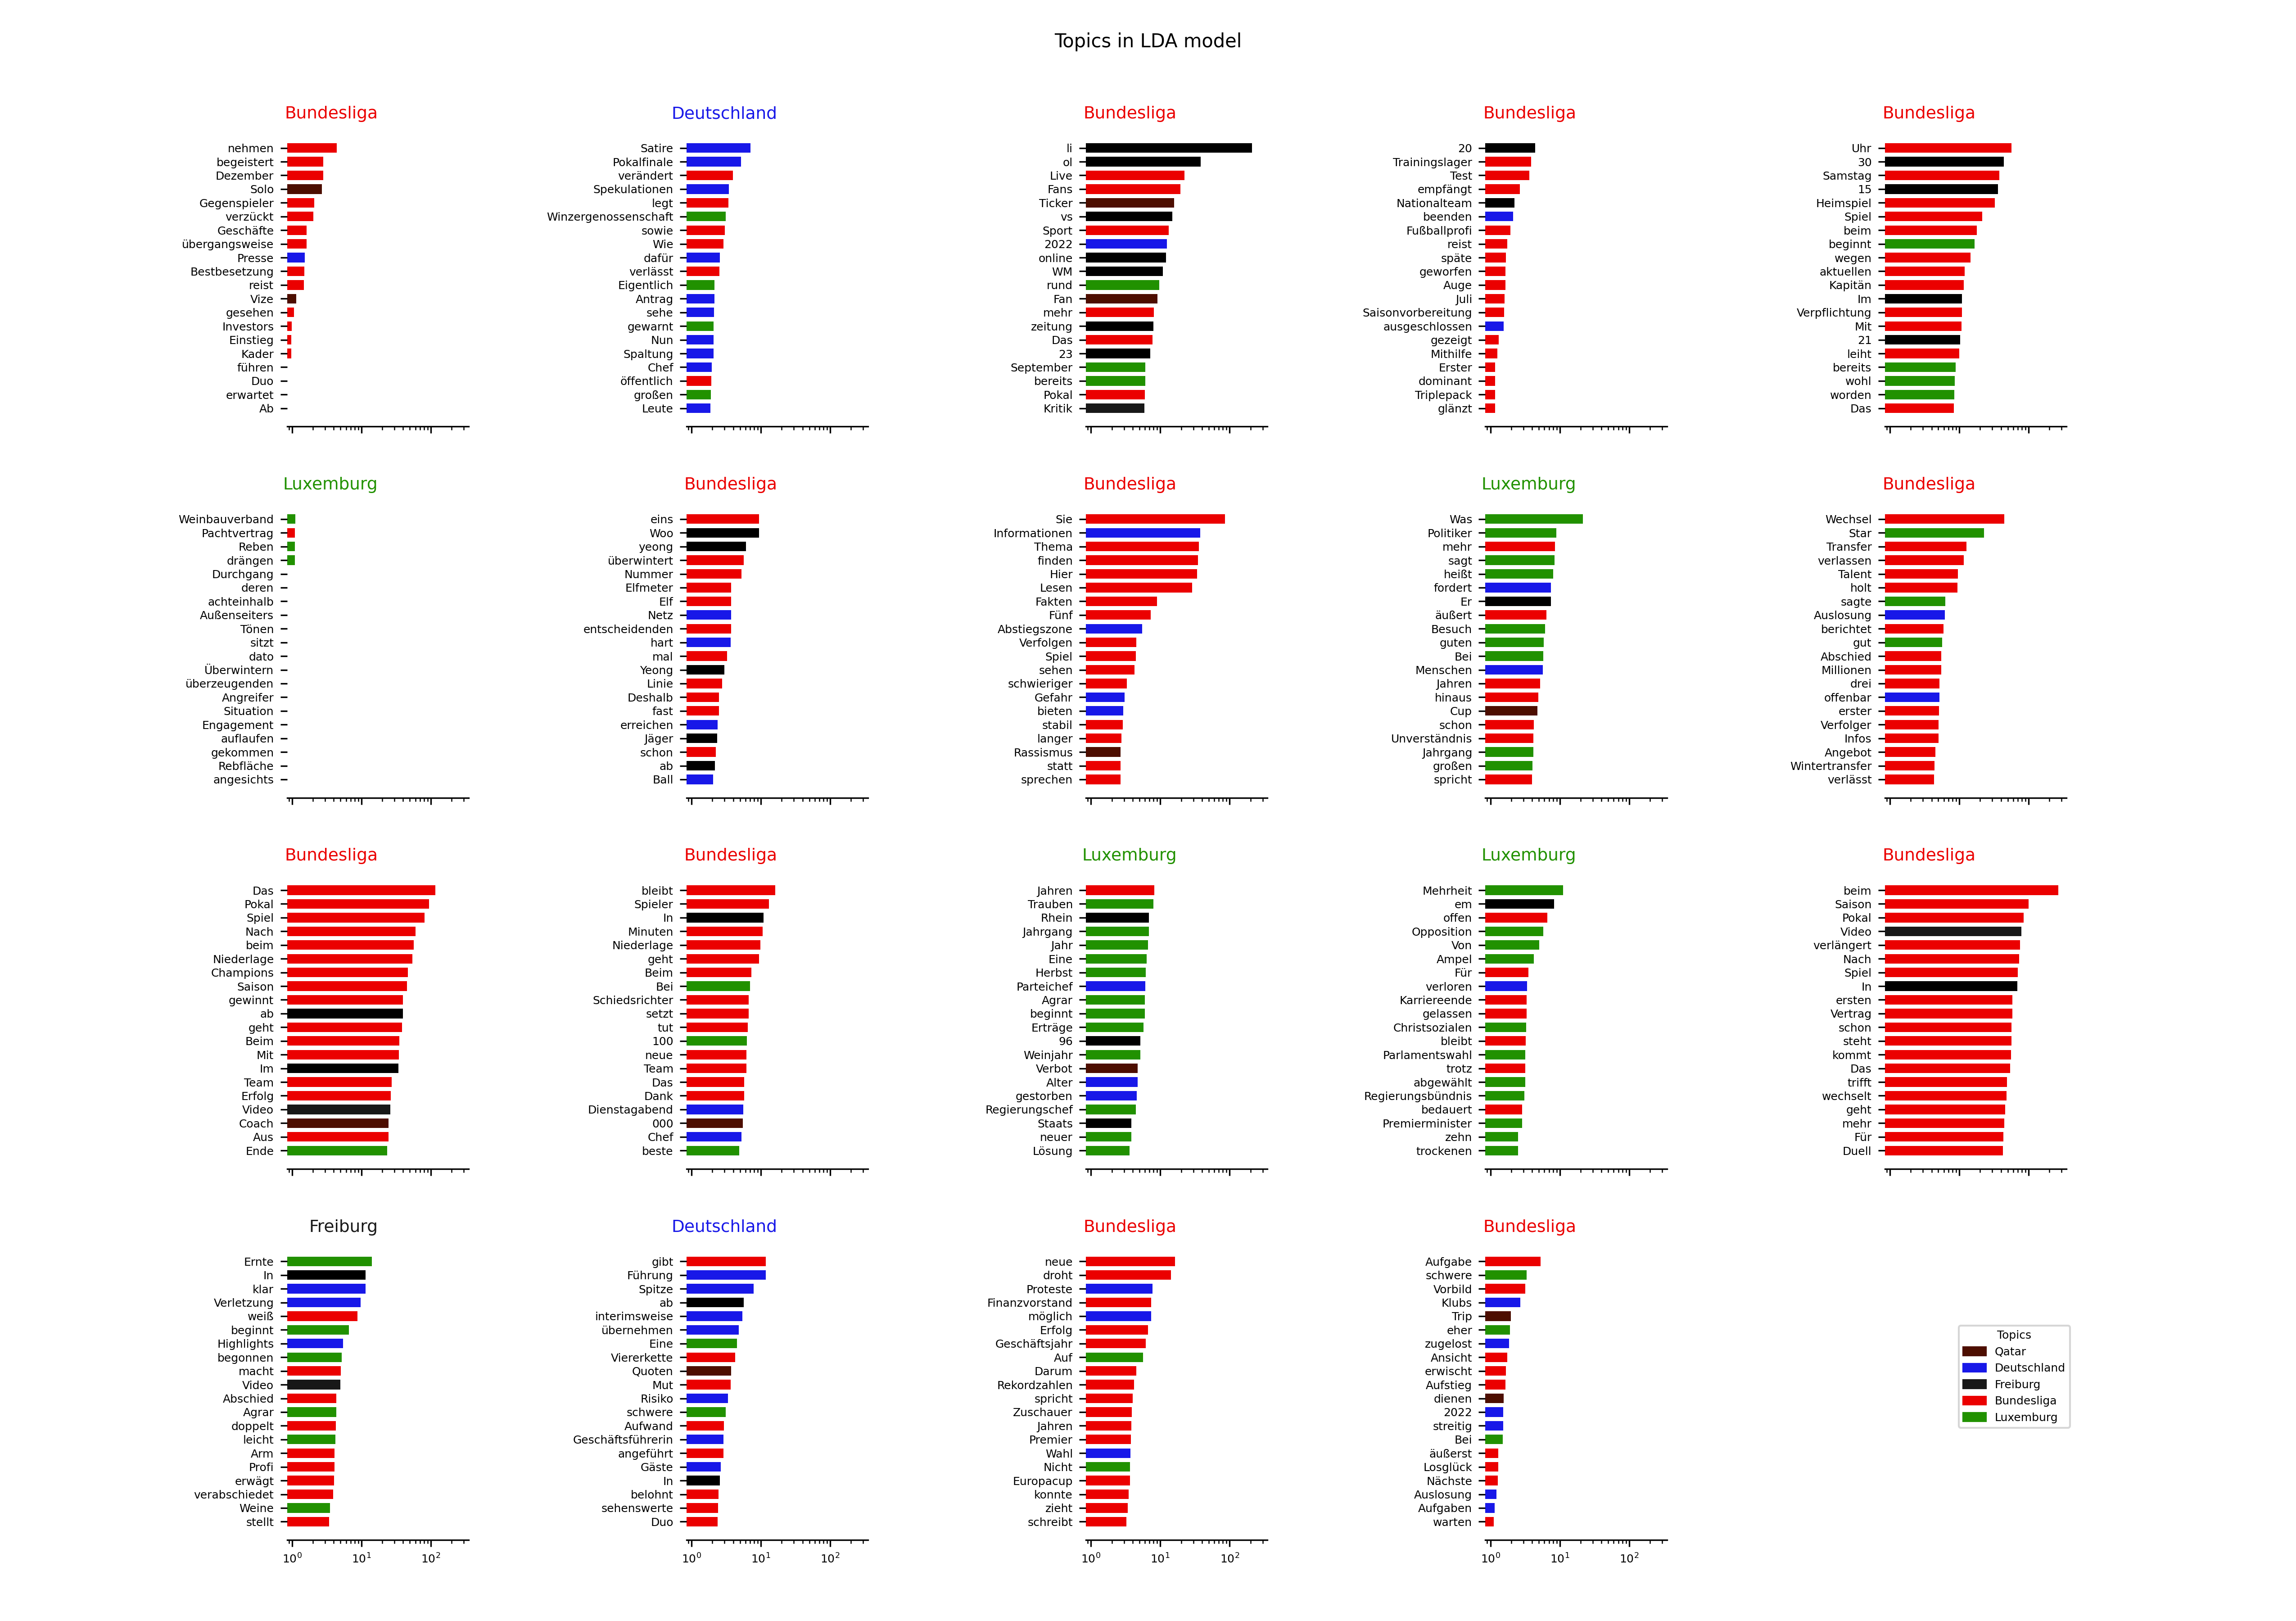 Topics in LDA model
Bundesliga
nehmen
begeistert
Dezember
Solo
Gegenspieler
verzückt
Geschäfte
übergangsweise
Presse
Bestbesetzung
reist
Vize
gesehen
Investors
Einstieg
Kader
führen
Duo
erwartet
Ab
Deutschland
Satire
Pokalfinale
verändert
Spekulationen
legt
Winzergenossenschaft
sowie
Wie
dafür
verlässt
Eigentlich
Antrag
sehe
gewarnt
Nun
Spaltung
Chef
öffentlich
großen
Leute
Bundesliga
li
ol
Live
Fans
Ticker
vs
Sport
2022
online
WM
rund
Fan
mehr
zeitung
Das
23
September
bereits
Pokal
Kritik
Bundesliga
20
Trainingslager
Test
empfängt
Nationalteam
beenden
Fußballprofi
reist
späte
geworfen
Auge
Juli
Saisonvorbereitung
ausgeschlossen
gezeigt
Mithilfe
Erster
dominant
Triplepack
glänzt
Bundesliga
Uhr
30
Samstag
15
Heimspiel
Spiel
beim
beginnt
wegen
aktuellen
Kapitän
Im
Verpflichtung
Mit
21
leiht
bereits
wohl
worden
Das
Luxemburg
Weinbauverband
Pachtvertrag
Reben
drängen
Durchgang
deren
achteinhalb
Außenseiters
Tönen
sitzt
dato
Überwintern
überzeugenden
Angreifer
Situation
Engagement
auflaufen
gekommen
Rebfläche
angesichts
Bundesliga
eins
Woo
yeong
überwintert
Nummer
Elfmeter
Elf
Netz
entscheidenden
hart
mal
Yeong
Linie
Deshalb
fast
erreichen
Jäger
schon
ab
Ball
Bundesliga
Sie
Informationen
Thema
finden
Hier
Lesen
Fakten
Fünf
Abstiegszone
Verfolgen
Spiel
sehen
schwieriger
Gefahr
bieten
stabil
langer
Rassismus
statt
sprechen
Luxemburg
Was
Politiker
mehr
sagt
heißt
fordert
Er
äußert
Besuch
guten
Bei
Menschen
Jahren
hinaus
Cup
schon
Unverständnis
Jahrgang
großen
spricht
Bundesliga
Wechsel
Star
Transfer
verlassen
Talent
holt
sagte
Auslosung
berichtet
gut
Abschied
Millionen
drei
offenbar
erster
Verfolger
Infos
Angebot
Wintertransfer
verlässt
Bundesliga
Das
Pokal
Spiel
Nach
beim
Niederlage
Champions
Saison
gewinnt
ab
geht
Beim
Mit
Im
Team
Erfolg
Video
Coach
Aus
Ende
Bundesliga
bleibt
Spieler
In
Minuten
Niederlage
geht
Beim
Bei
Schiedsrichter
setzt
tut
100
neue
Team
Das
Dank
Dienstagabend
000
Chef
beste
Luxemburg
Jahren
Trauben
Rhein
Jahrgang
Jahr
Eine
Herbst
Parteichef
Agrar
beginnt
Erträge
96
Weinjahr
Verbot
Alter
gestorben
Regierungschef
Staats
neuer
Lösung
Luxemburg
Mehrheit
em
offen
Opposition
Von
Ampel
Für
verloren
Karriereende
gelassen
Christsozialen
bleibt
Parlamentswahl
trotz
abgewählt
Regierungsbündnis
bedauert
Premierminister
zehn
trockenen
Bundesliga
beim
Saison
Pokal
Video
verlängert
Nach
Spiel
In
ersten
Vertrag
schon
steht
kommt
Das
trifft
wechselt
geht
mehr
Für
Duell
Freiburg
Ernte
In
klar
Verletzung
weiß
beginnt
Highlights
begonnen
macht
Video
Abschied
Agrar
doppelt
leicht
Arm
Profi
erwägt
verabschiedet
Weine
stellt
10⁰ 10¹ 10²
Deutschland
gibt
Führung
Spitze
ab
interimsweise
übernehmen
Eine
Viererkette
Quoten
Mut
Risiko
schwere
Aufwand
Geschäftsführerin
angeführt
Gäste
In
belohnt
sehenswerte
Duo
10⁰ 10¹ 10²
Bundesliga
neue
droht
Proteste
Finanzvorstand
möglich
Erfolg
Geschäftsjahr
Auf
Darum
Rekordzahlen
spricht
Zuschauer
Jahren
Premier
Wahl
Nicht
Europacup
konnte
zieht
schreibt
10⁰ 10¹ 10²
Bundesliga
Aufgabe
schwere
Vorbild
Klubs
Trip
eher
zugelost
Ansicht
erwischt
Aufstieg
dienen
2022
streitig
Bei
äußerst
Losglück
Nächste
Auslosung
Aufgaben
warten
10⁰ 10¹ 10²
Topics
Qatar
Deutschland
Freiburg
Bundesliga
Luxemburg